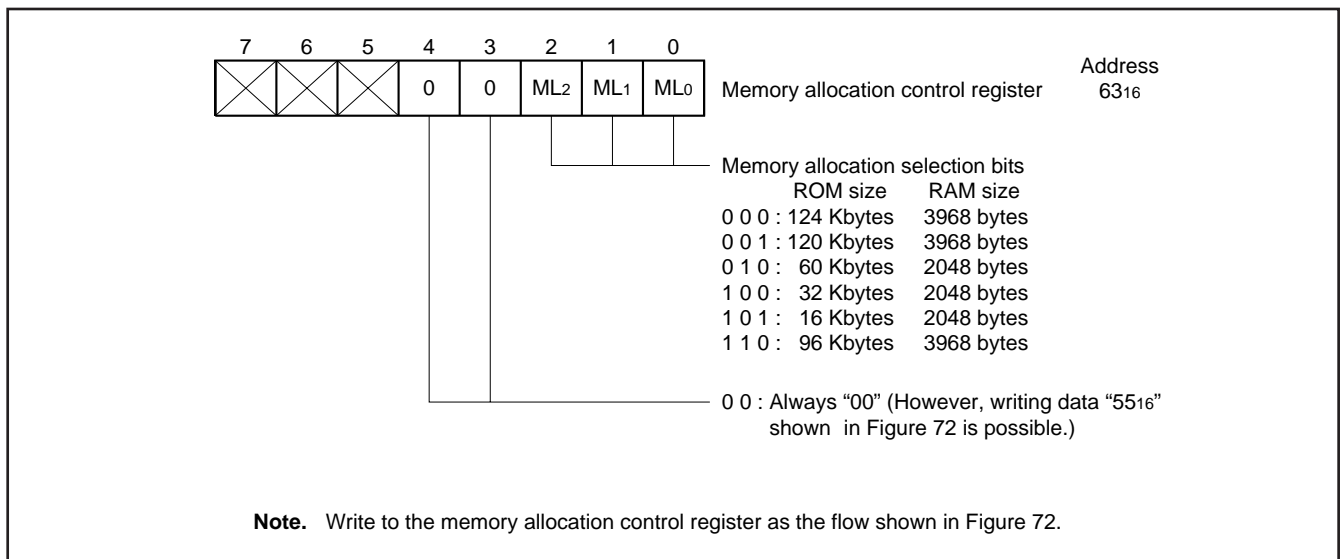 7 6 5 4 3 2 1 0
Address
0 0 ML2 ML1 ML0 Memory allocation control register 6316
Memory allocation selection bits
ROM size RAM size
0 0 0 : 124 Kbytes 3968 bytes
0 0 1 : 120 Kbytes 3968 bytes
0 1 0 : 60 Kbytes 2048 bytes
1 0 0 : 32 Kbytes 2048 bytes
1 0 1 : 16 Kbytes 2048 bytes
1 1 0 : 96 Kbytes 3968 bytes
0 0 : Always “00” (However, writing data “5516”
shown in Figure 72 is possible.)
Note. Write to the memory allocation control register as the flow shown in Figure 72.